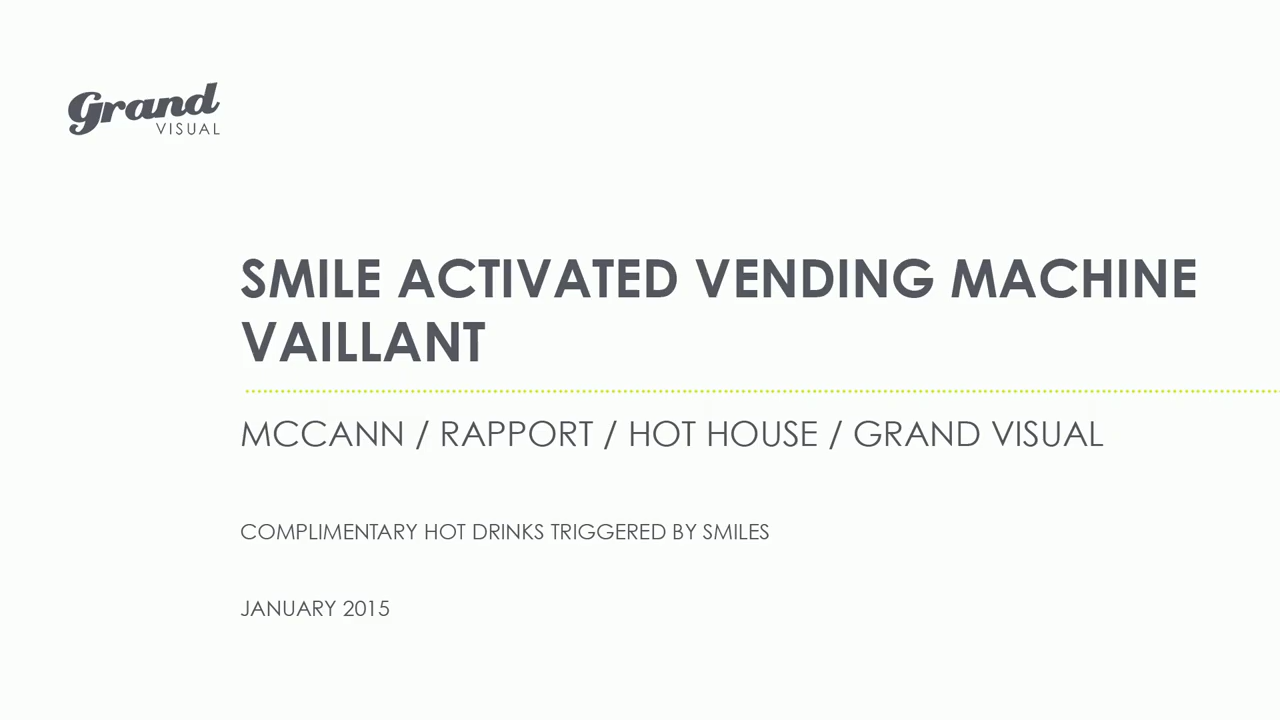 Grand
VISUAL
SMILE ACTIVATED VENDING MACHINE
VAILLANT
MCCANN / RAPPORT / HOT HOUSE / GRAND VISUAL
COMPLIMENTARY HOT DRINKS TRIGGERED BY SMILES
JANUARY 2015